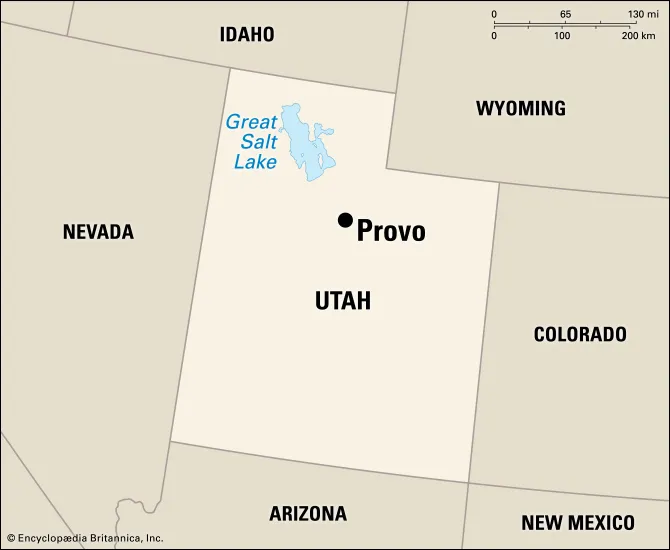 IDAHO
0 65 130 mi
0 100 200 km
WYOMING
Great
Salt
Lake
NEVADA
Provo
UTAH
COLORADO
ARIZONA
NEW MEXICO
© Encyclopædia Britannica, Inc.